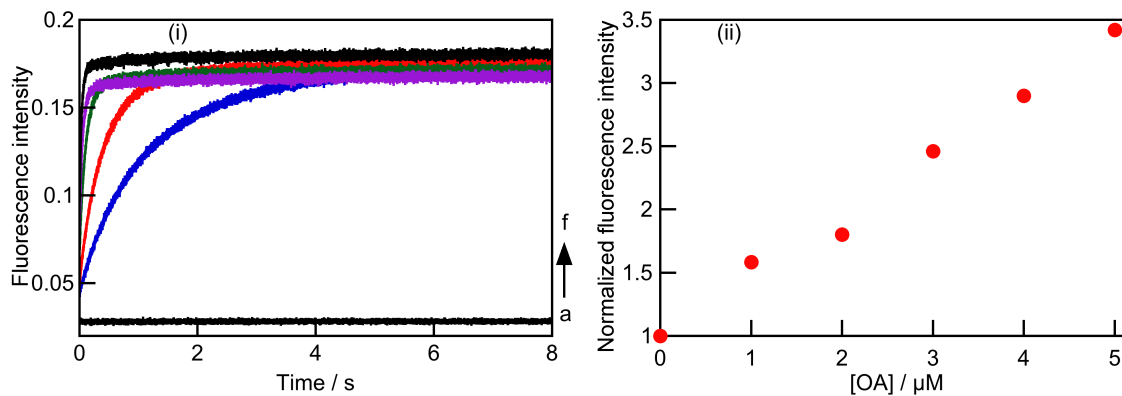 (i)
Fluorescence intensity
0.2
0.15
0.1
0.05
0
2
4
6
8
Time / s
f
a
(ii)
Normalized fluorescence intensity
3.5
3
2.5
2
1.5
1
0
1
2
3
4
5
[OA] / μM